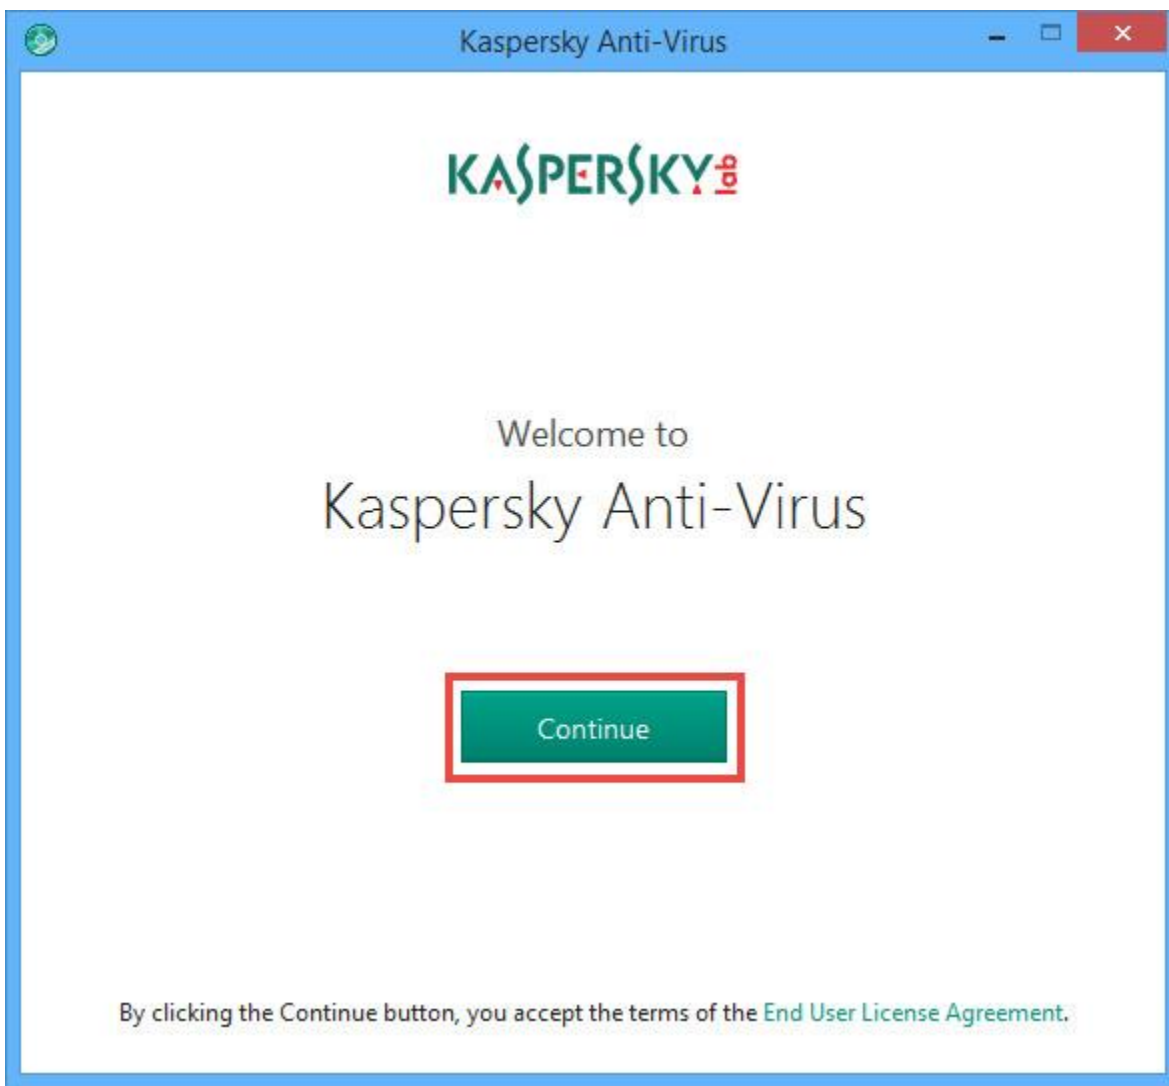 Kaspersky Anti-Virus
KASPERSKY lab
Welcome to
Kaspersky Anti-Virus
Continue
By clicking the Continue button, you accept the terms of the End User License Agreement.